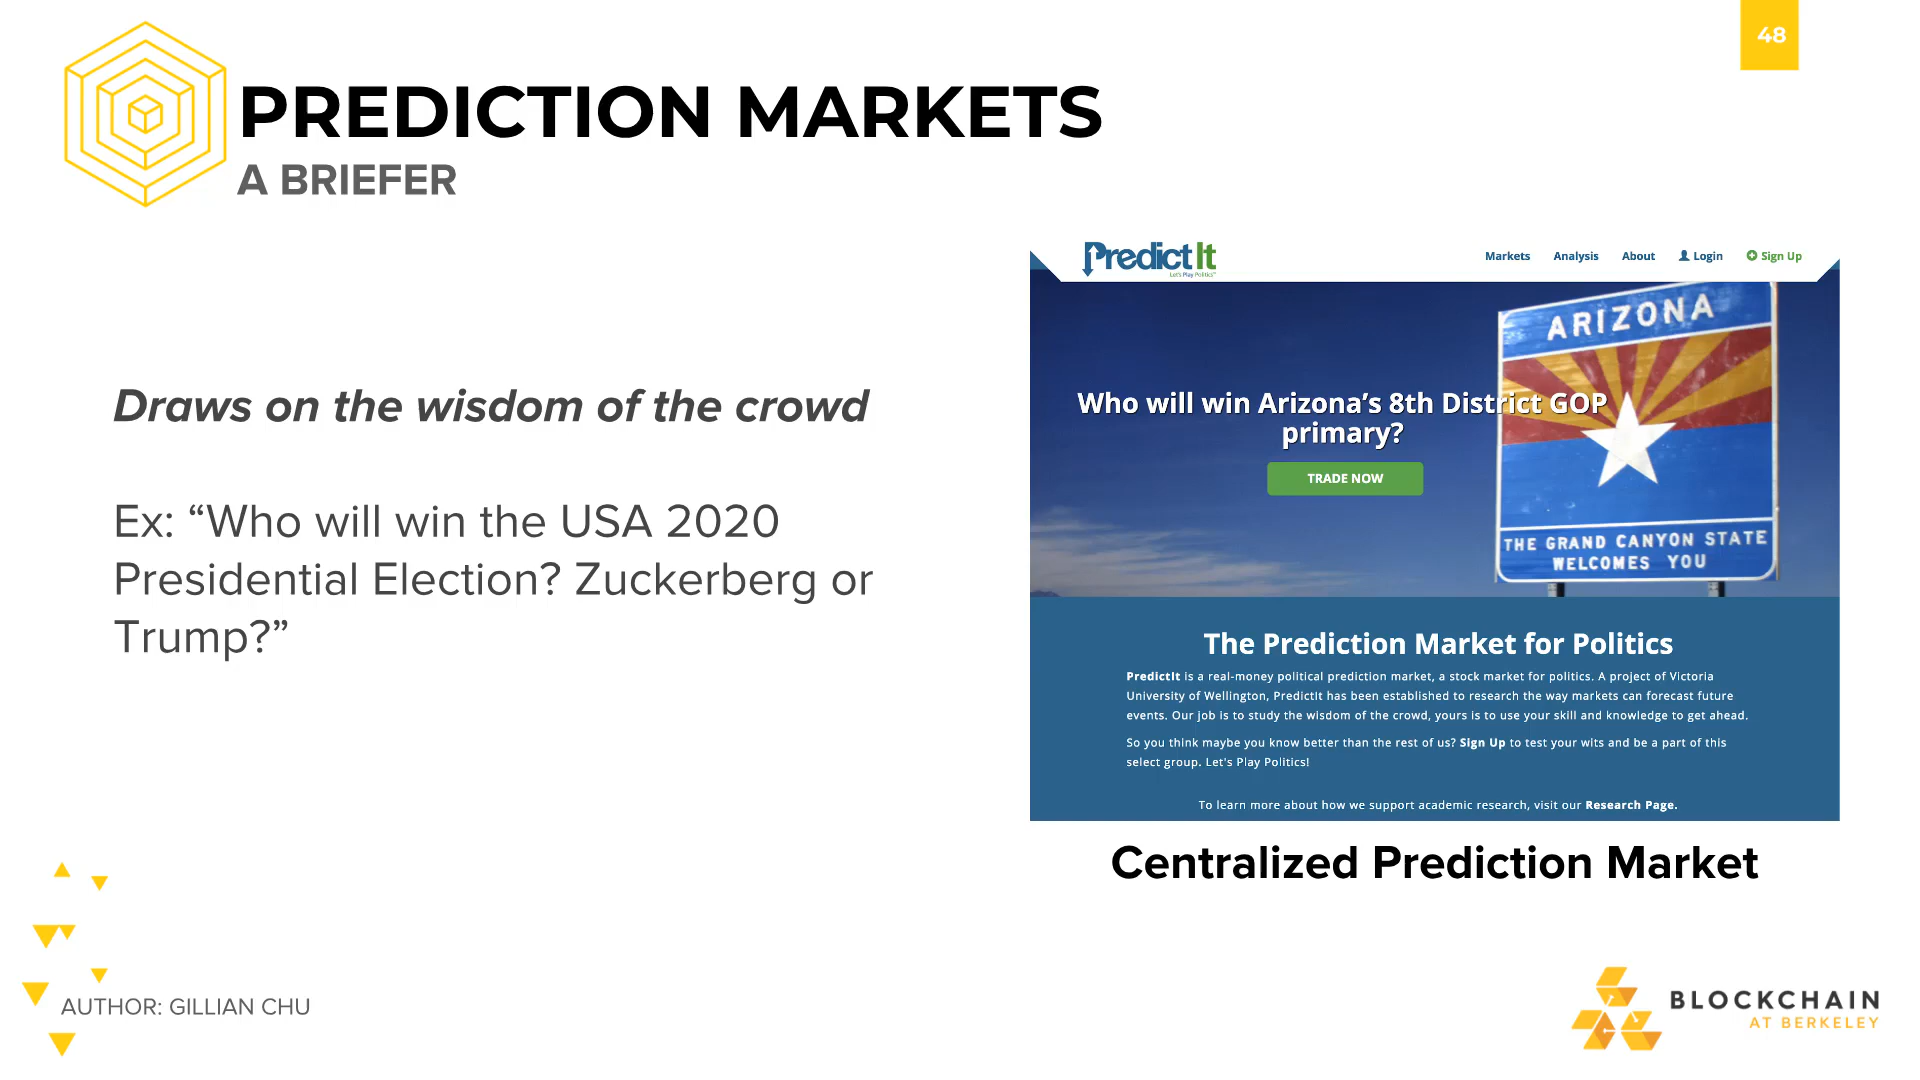 48
PREDICTION MARKETS
A BRIEFER
Draws on the wisdom of the crowd
Ex: “Who will win the USA 2020
Presidential Election? Zuckerberg or
Trump?”
PredictIt
Let's Play Politics™
Markets Analysis About Login Sign Up
ARIZONA
Who will win Arizona’s 8th District GOP
primary?
TRADE NOW
THE GRAND CANYON STATE
WELCOMES YOU
The Prediction Market for Politics
PredictIt is a real-money political prediction market, a stock market for politics. A project of Victoria
University of Wellington, PredictIt has been established to research the way markets can forecast future
events. Our job is to study the wisdom of the crowd, yours is to use your skill and knowledge to get ahead.
So you think maybe you know better than the rest of us? Sign Up to test your wits and be a part of this
select group. Let's Play Politics!
To learn more about how we support academic research, visit our Research Page.
Centralized Prediction Market
AUTHOR: GILLIAN CHU
BLOCKCHAIN
AT BERKELEY